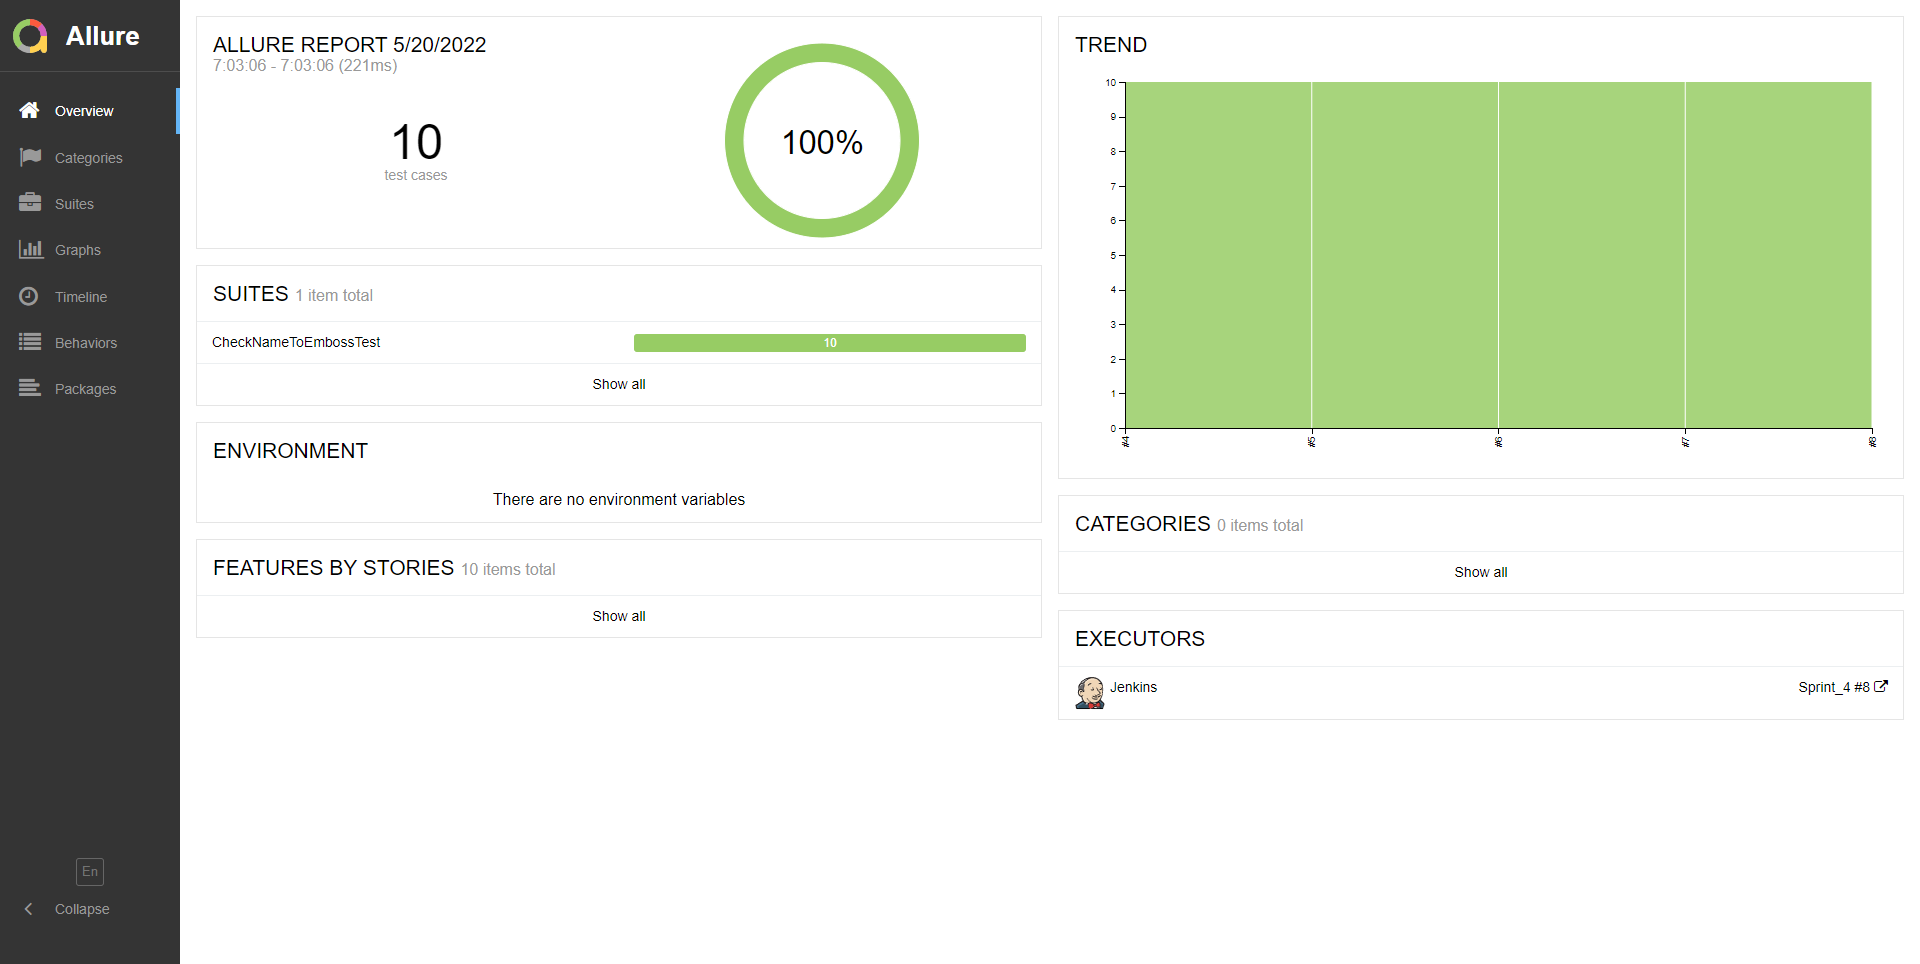 Allure
Overview
Categories
Suites
Graphs
Timeline
Behaviors
Packages
En
Collapse
ALLURE REPORT 5/20/2022
7:03:06 - 7:03:06 (221ms)
10
test cases
100%
SUITES 1 item total
CheckNameToEmbossTest 10
Show all
ENVIRONMENT
There are no environment variables
FEATURES BY STORIES 10 items total
Show all
TREND
10
9
8
7
6
5
4
3
2
1
0
#4 #5 #6 #7 #8
CATEGORIES 0 items total
Show all
EXECUTORS
Jenkins Sprint_4 #8